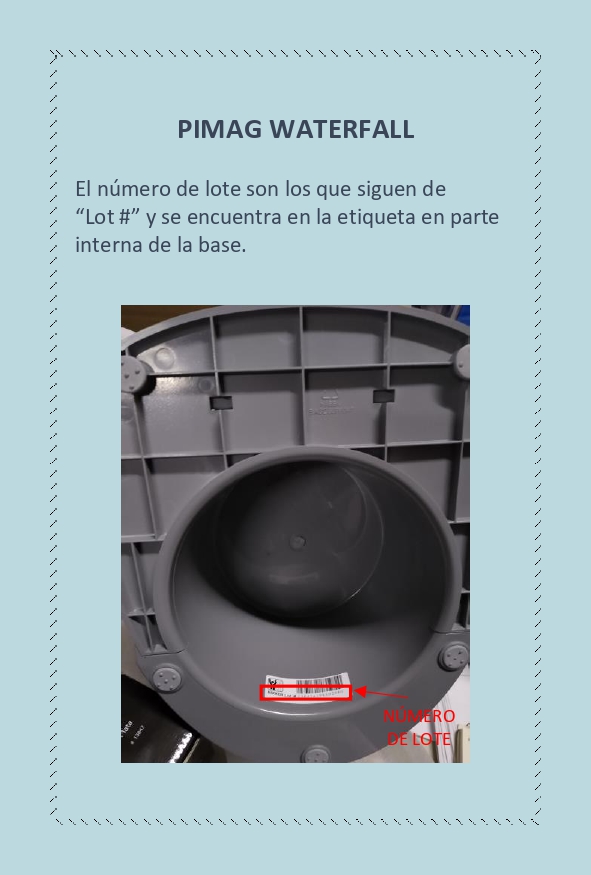 PIMAG WATERFALL
El número de lote son los que siguen de
“Lot #” y se encuentra en la etiqueta en parte
interna de la base.
NÚMERO
DE LOTE